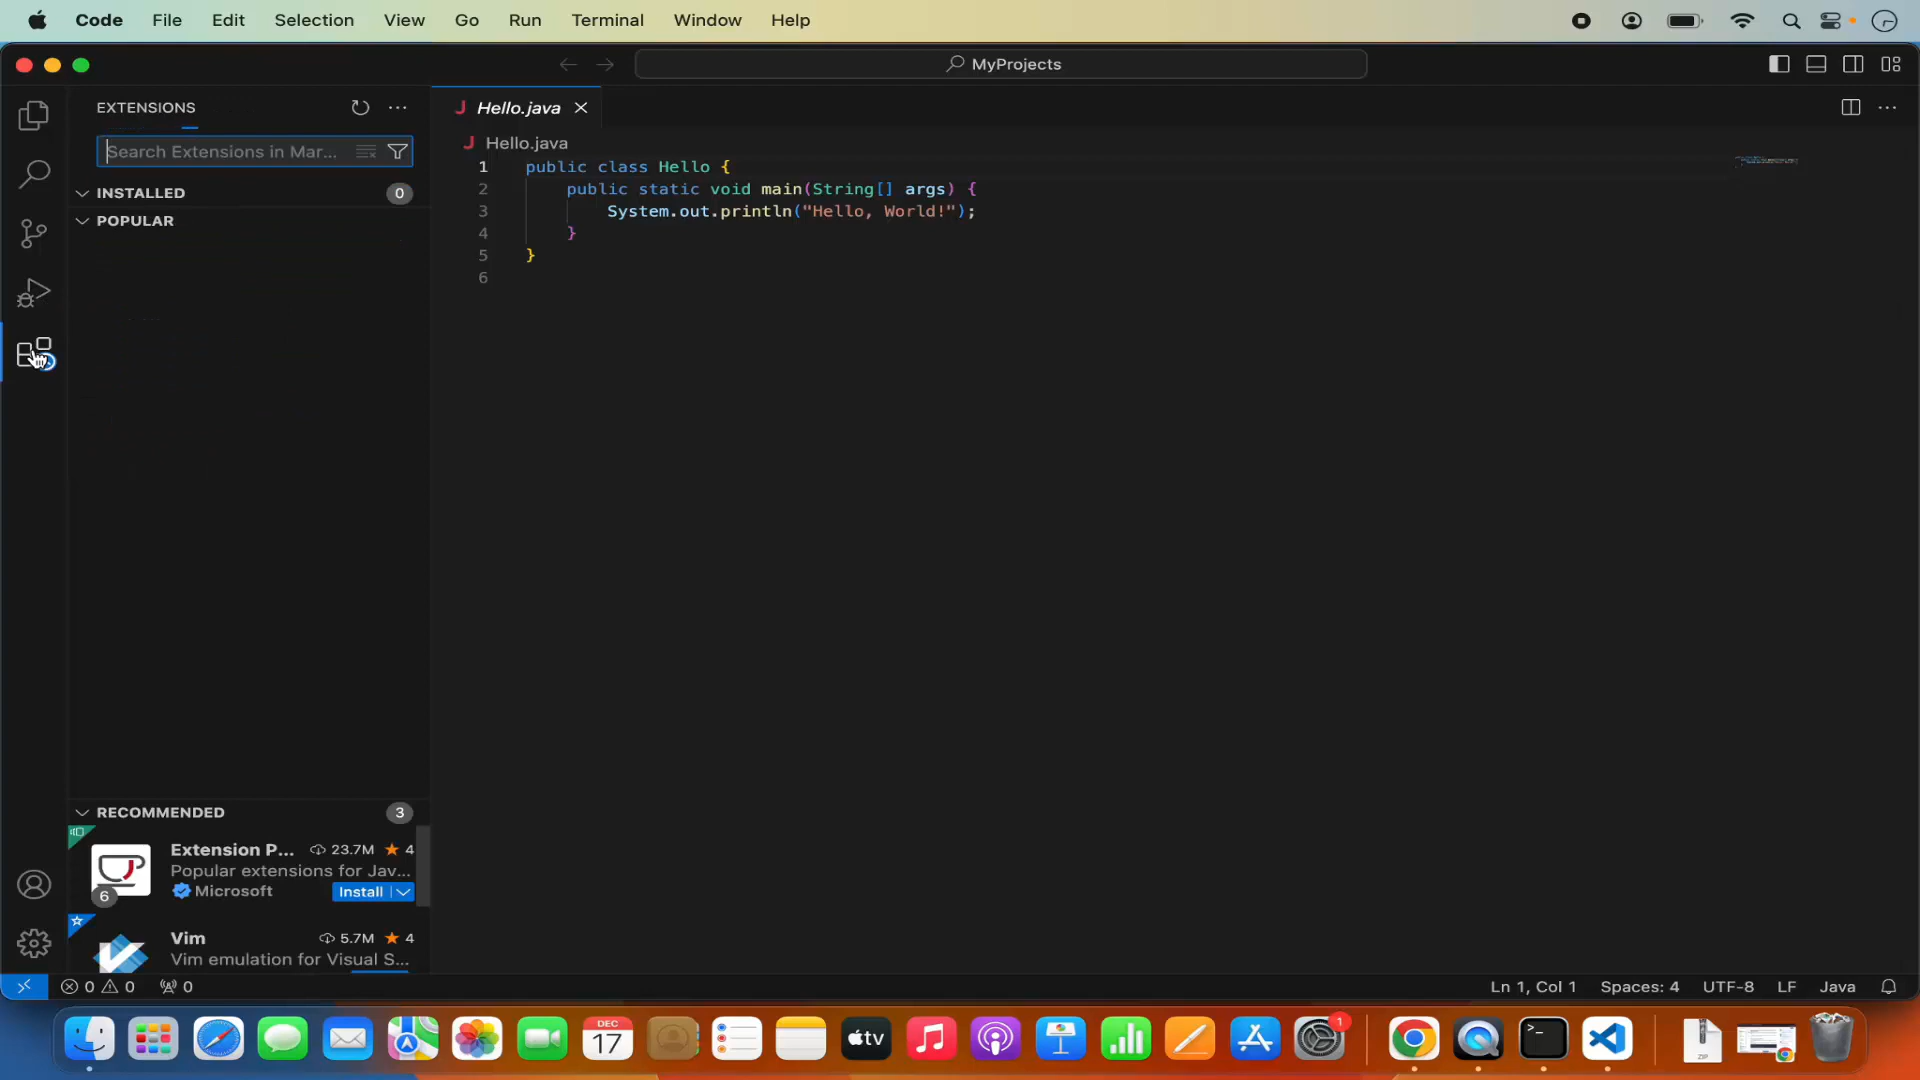 Code File Edit Selection View Go Run Terminal Window Help
MyProjects
EXTENSIONS
Search Extensions in Mar...
INSTALLED 0
POPULAR
RECOMMENDED 3
Extension P... 23.7M ★ 4
Popular extensions for Jav...
Microsoft Install
6
Vim 5.7M ★ 4
Vim emulation for Visual S...
J Hello.java
J Hello.java
1 public class Hello {
2 public static void main(String[] args) {
3 System.out.println("Hello, World!");
4 }
5 }
6
0 0 0 Ln 1, Col 1 Spaces: 4 UTF-8 LF Java
DEC
17
tv
1
>_
ZIP